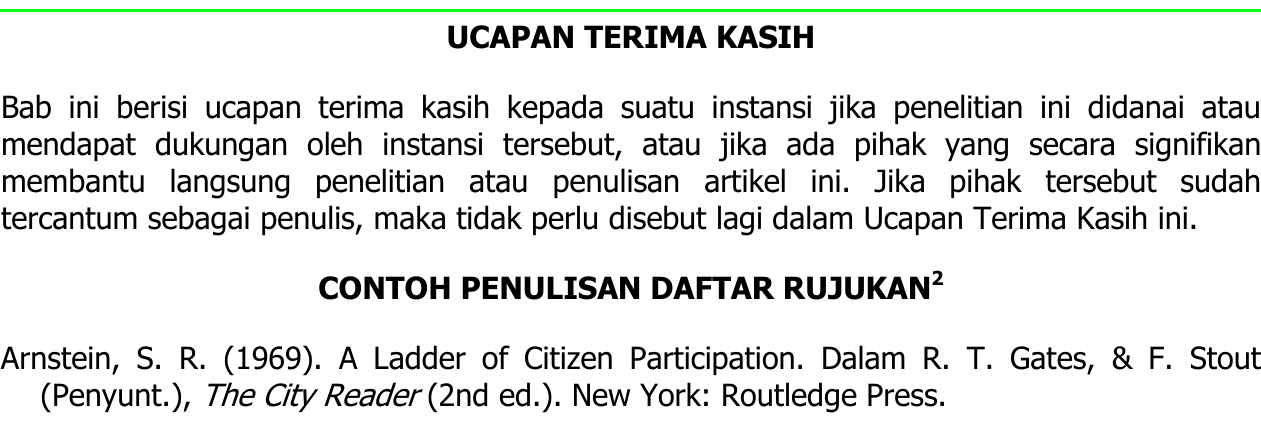 UCAPAN TERIMA KASIH
Bab ini berisi ucapan terima kasih kepada suatu instansi jika penelitian ini didanai atau
mendapat dukungan oleh instansi tersebut, atau jika ada pihak yang secara signifikan
membantu langsung penelitian atau penulisan artikel ini. Jika pihak tersebut sudah
tercantum sebagai penulis, maka tidak perlu disebut lagi dalam Ucapan Terima Kasih ini.
CONTOH PENULISAN DAFTAR RUJUKAN²
Arnstein, S. R. (1969). A Ladder of Citizen Participation. Dalam R. T. Gates, & F. Stout
(Penyunt.), The City Reader (2nd ed.). New York: Routledge Press.